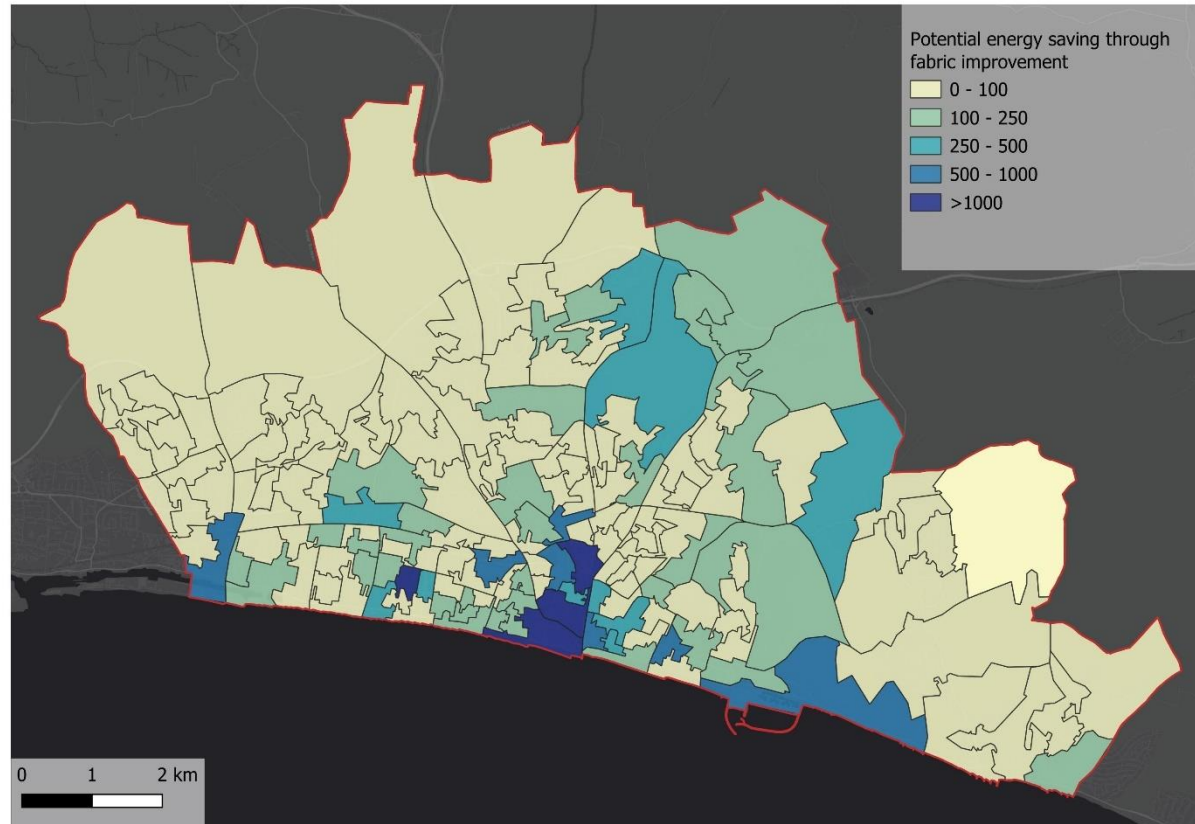 Potential energy saving through
fabric improvement
0 - 100
100 - 250
250 - 500
500 - 1000
>1000
0 1 2 km